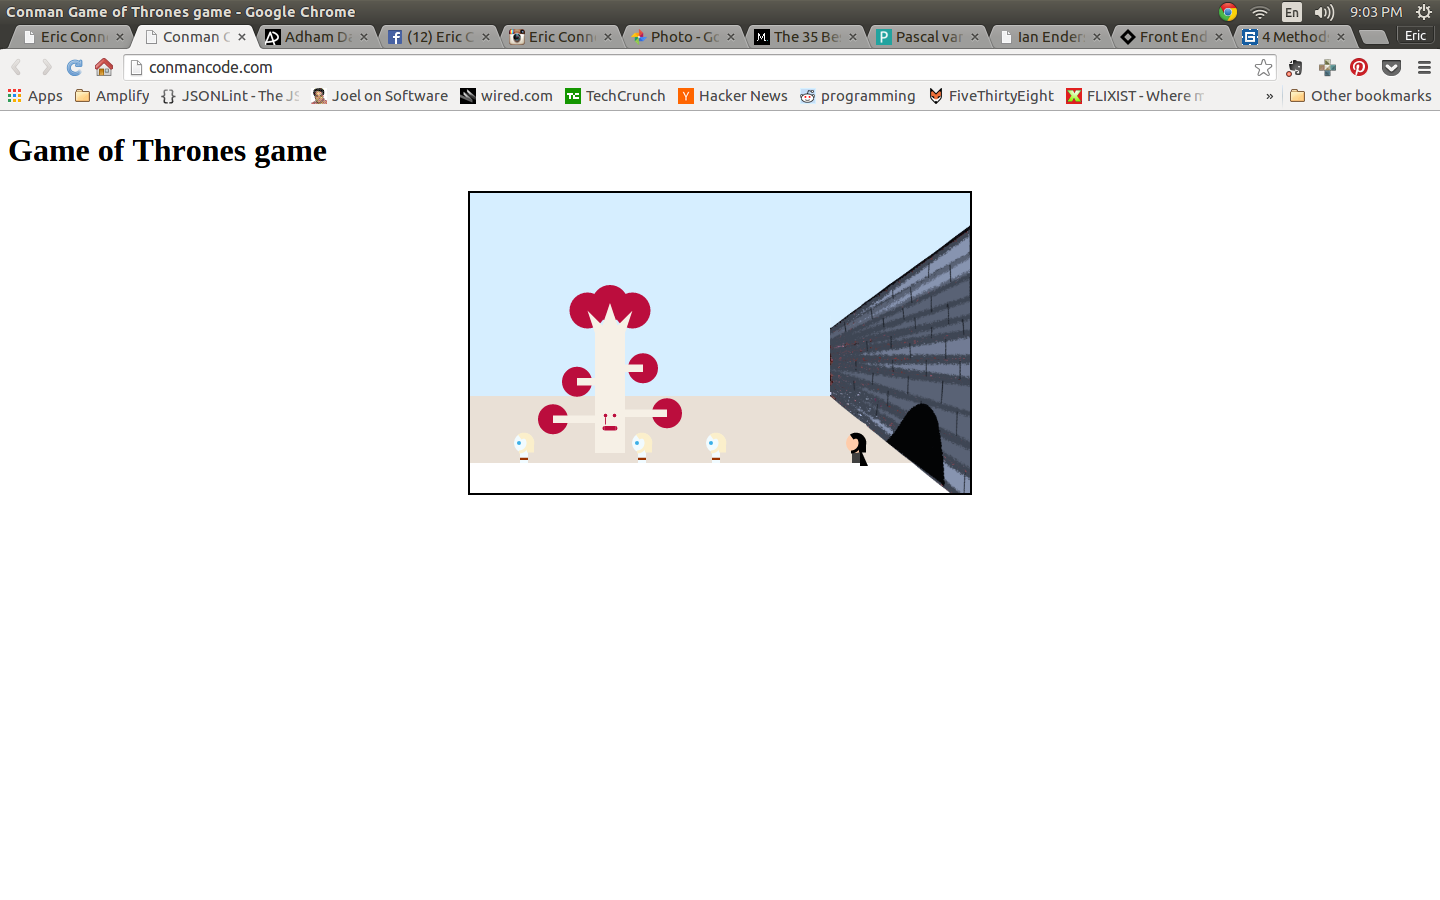 Conman Game of Thrones game - Google Chrome
En 9:03 PM
Eric Conn
Conman C
Adham Da
(12) Eric C
Eric Conn
Photo - Go
The 35 Be
Pascal var
Ian Ender
Front End
4 Method
Eric
conmancode.com
Apps Amplify JSONLint - The JS Joel on Software wired.com TechCrunch Hacker News programming FiveThirtyEight FLIXIST - Where m » Other bookmarks
Game of Thrones game